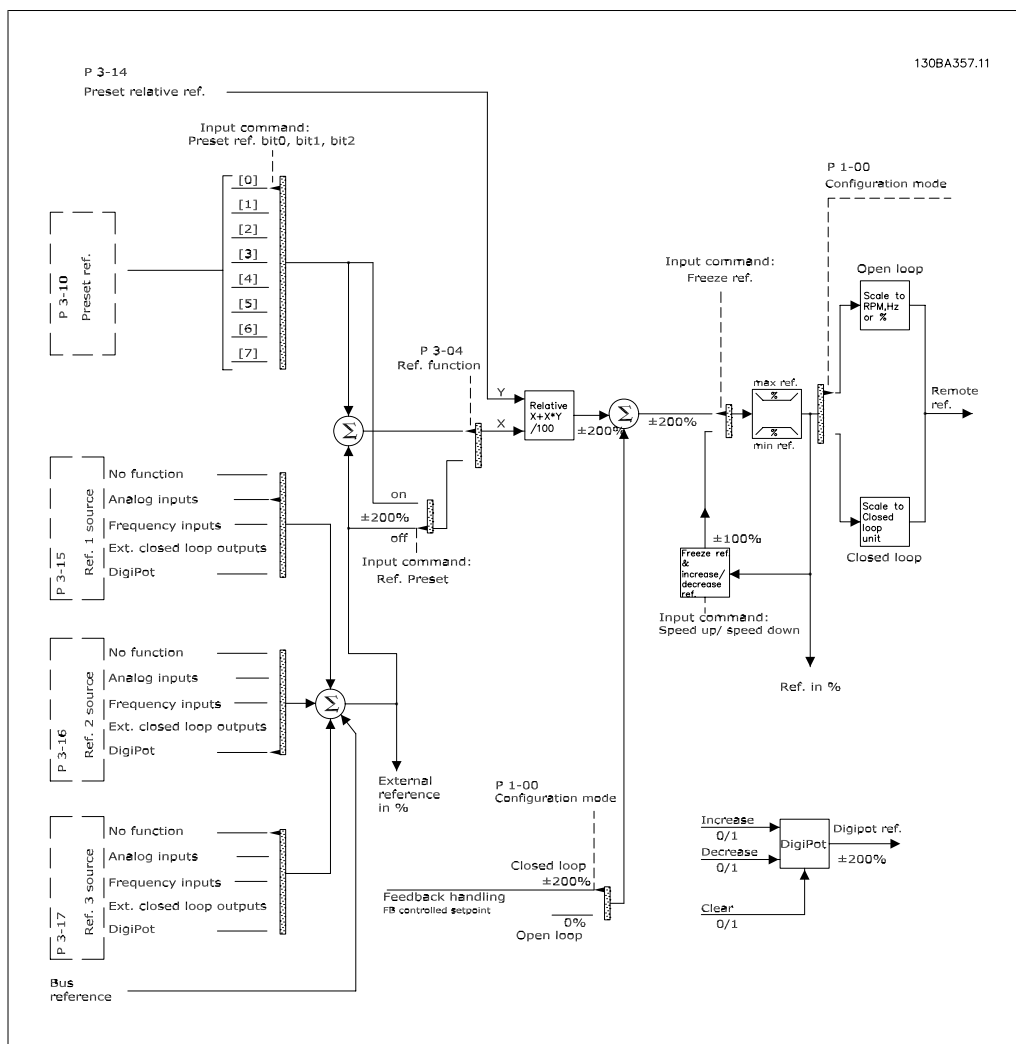 130BA357.11
P 3-14
Preset relative ref.
Input command:
Preset ref. bit0, bit1, bit2
[0]
[1]
[2]
[3]
[4]
[5]
[6]
[7]
P 3-10
Preset ref.
P 1-00
Configuration mode
Input command:
Freeze ref.
Open loop
Scale to
RPM,Hz
or %
P 3-04
Ref. function
Y
X
Relative
X+X*Y
/100
±200%
Σ
±200%
max ref.
%
%
min ref.
Remote
ref.
Σ
on
±200%
off
Input command:
Ref. Preset
±100%
Freeze ref.
&
increase/
decrease
ref.
Input command:
Speed up/ speed down
Scale to
Closed
loop
unit
Closed loop
Ref. in %
P 3-15
Ref. 1 source
No function
Analog inputs
Frequency inputs
Ext. closed loop outputs
DigiPot
P 3-16
Ref. 2 source
No function
Analog inputs
Frequency inputs
Ext. closed loop outputs
DigiPot
Σ
External
reference
in %
P 3-17
Ref. 3 source
No function
Analog inputs
Frequency inputs
Ext. closed loop outputs
DigiPot
Bus
reference
P 1-00
Configuration mode
Closed loop
±200%
Feedback handling
FB controlled setpoint
0%
Open loop
Increase
0/1
Decrease
0/1
Clear
0/1
DigiPot
Digipot ref.
±200%